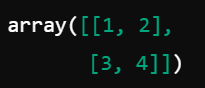 array([[1, 2],
       [3, 4]])